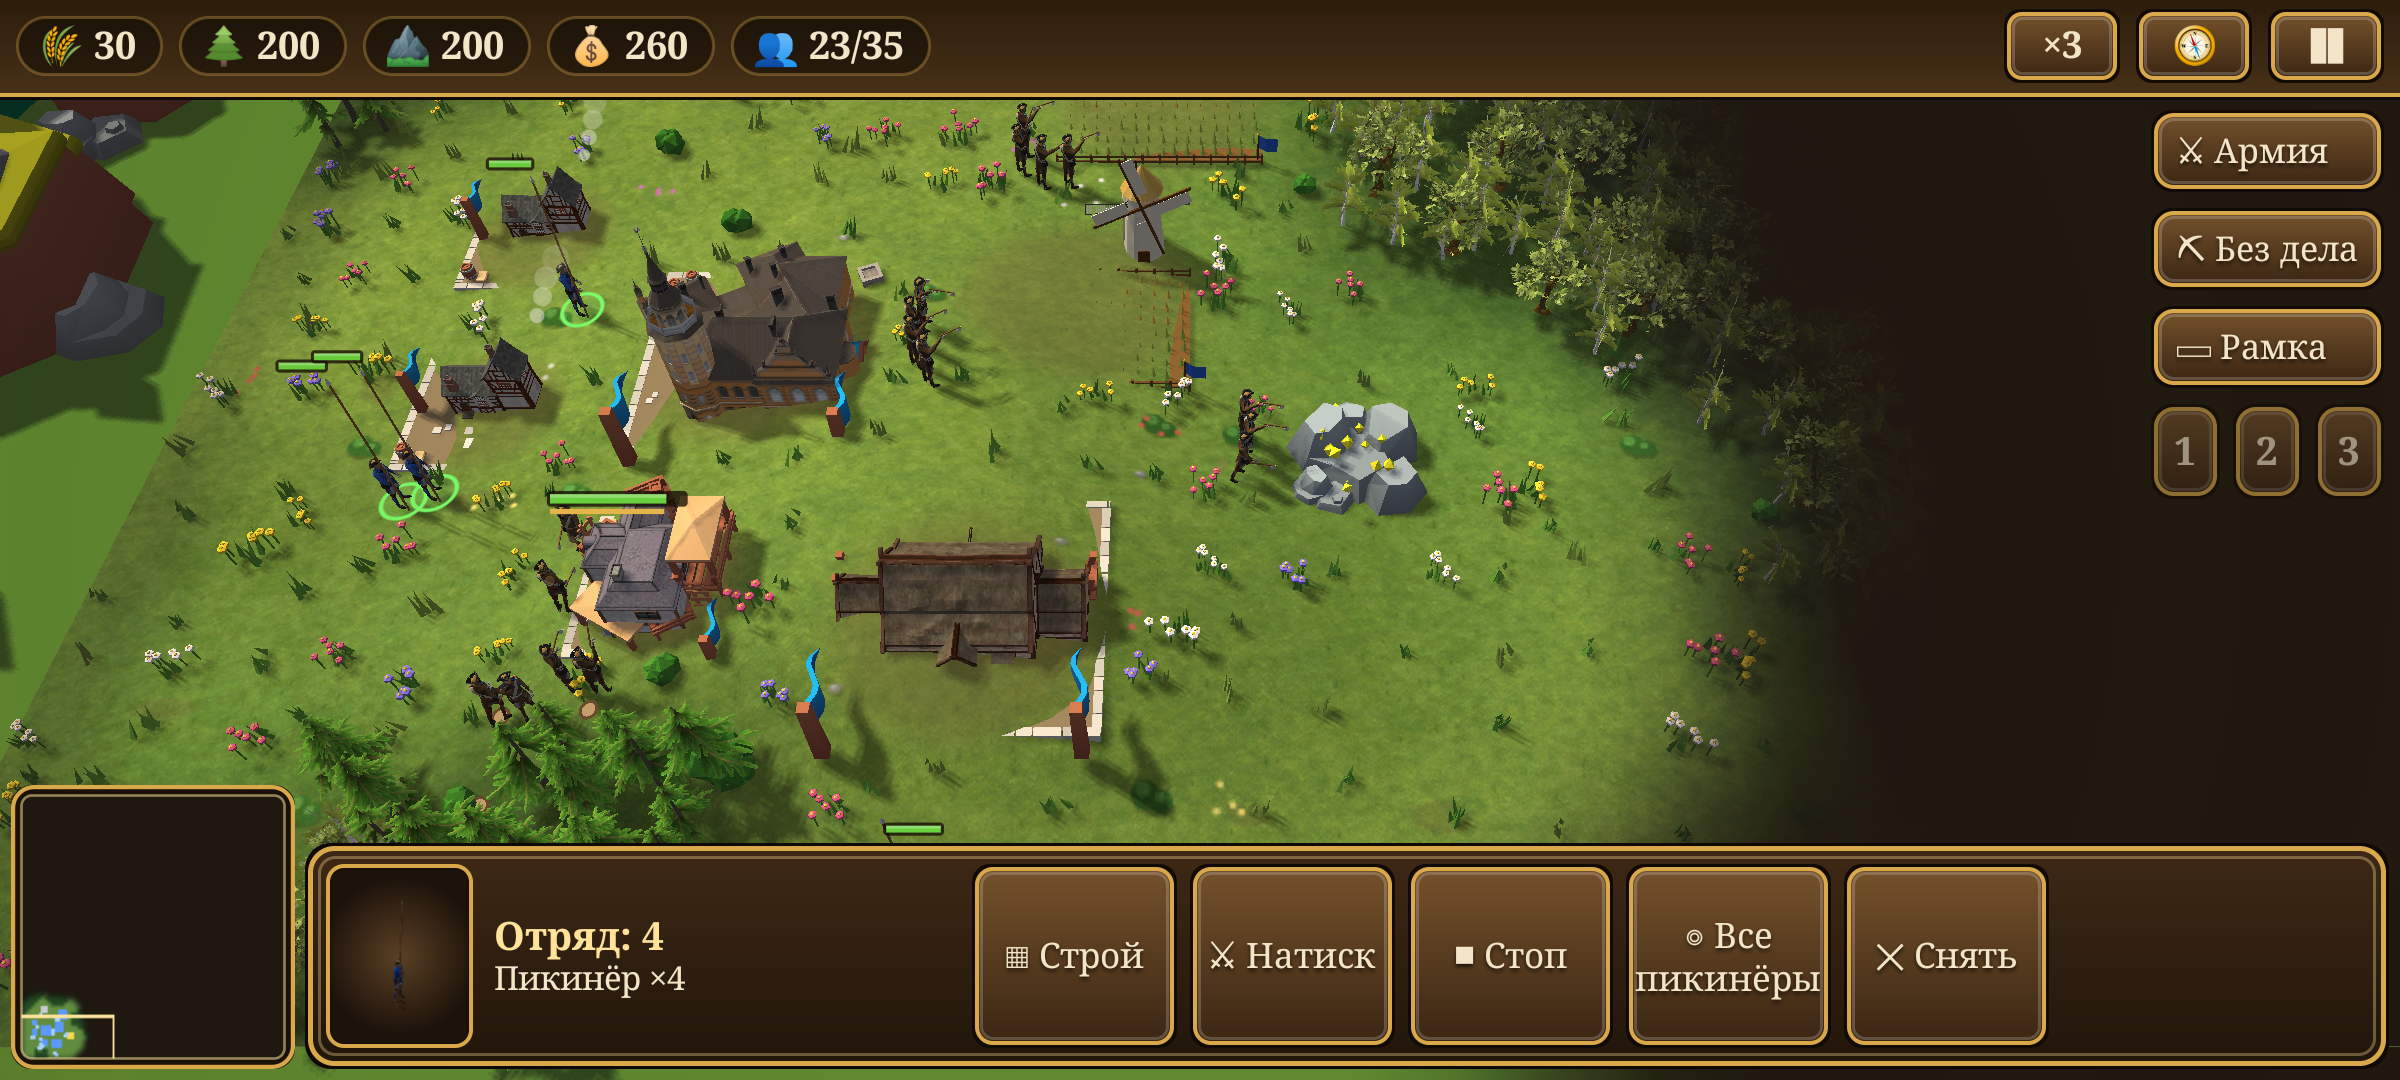 30 200 200 260 23/35 ×3
Армия
Без дела
Рамка
1 2 3
Отряд: 4
Пикинёр ×4
Строй
Натиск
Стоп
Все
пикинёры
Снять